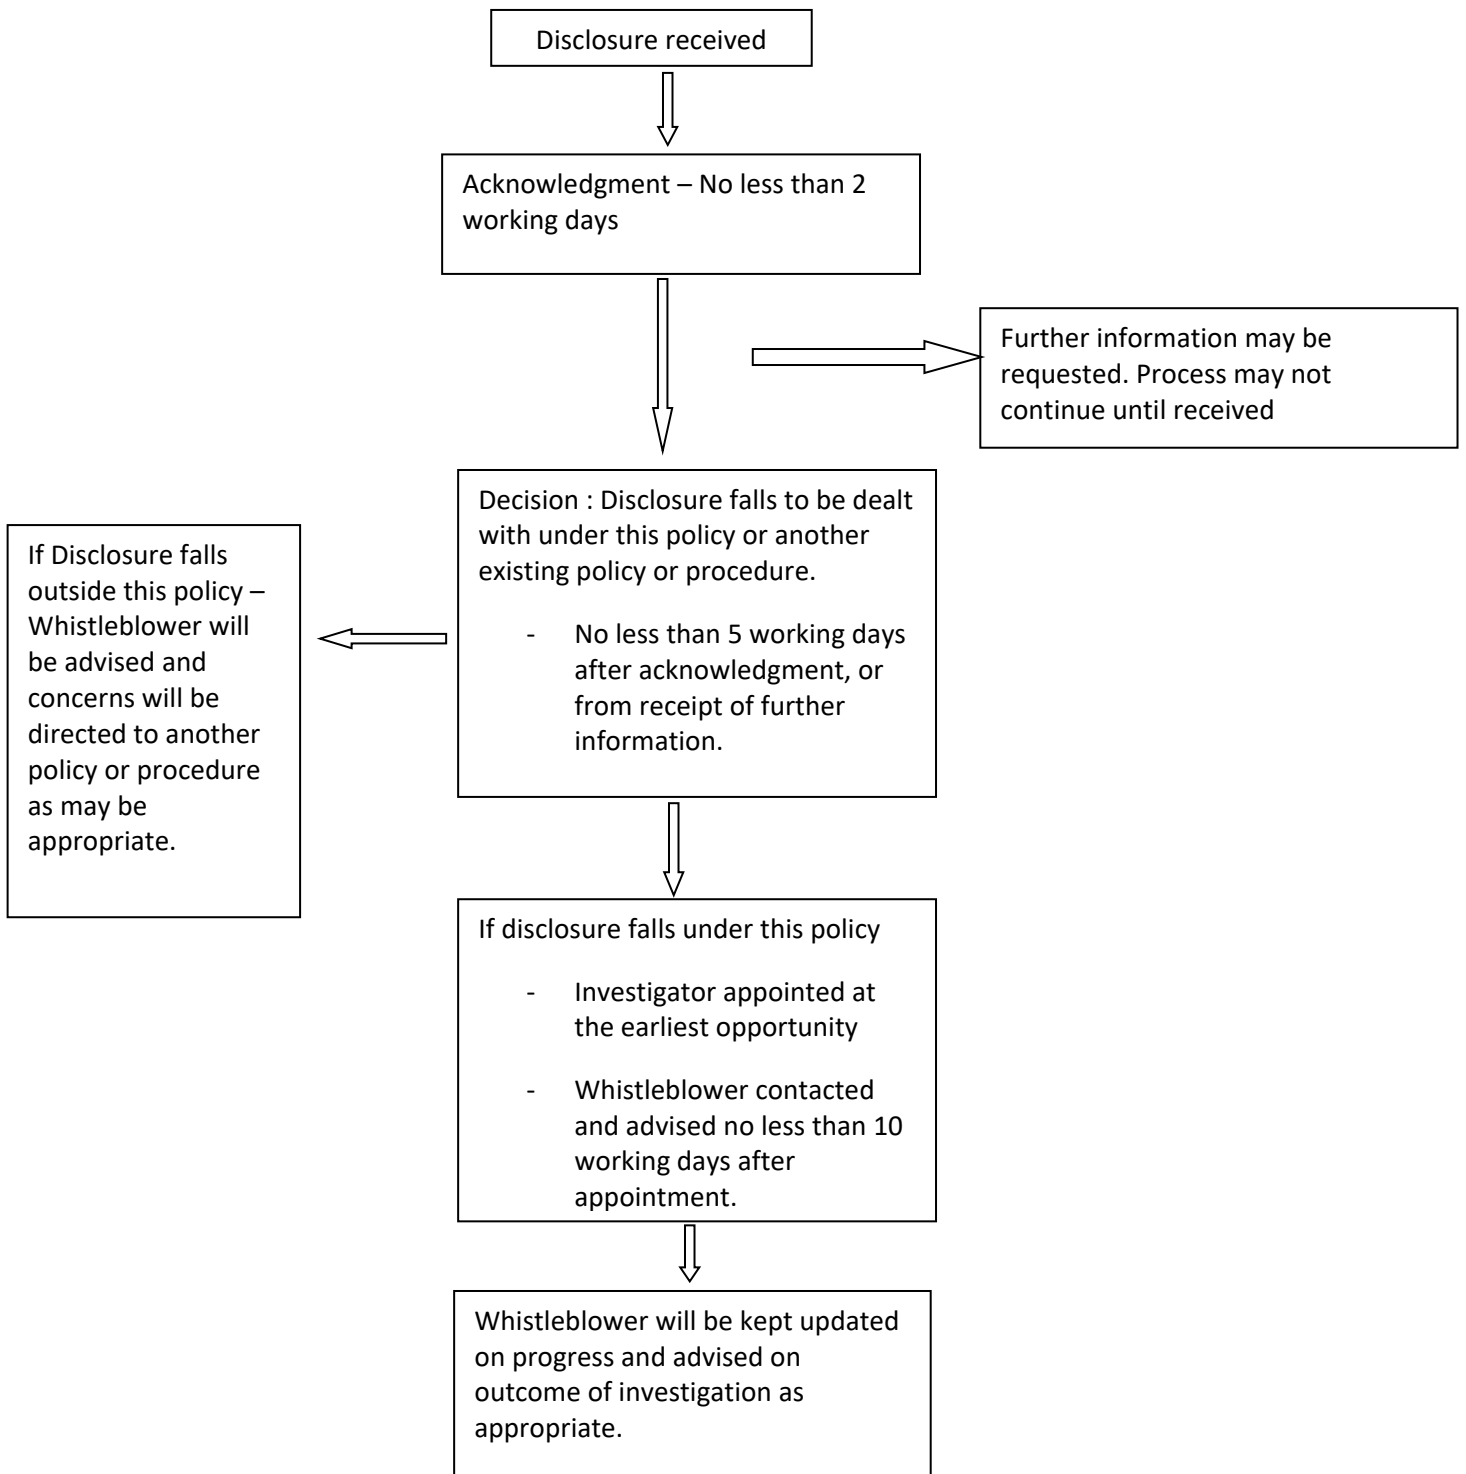 Disclosure received
Acknowledgment – No less than 2
working days
Further information may be
requested. Process may not
continue until received
Decision : Disclosure falls to be dealt
with under this policy or another
existing policy or procedure.
- No less than 5 working days
after acknowledgment, or
from receipt of further
information.
If Disclosure falls
outside this policy –
Whistleblower will
be advised and
concerns will be
directed to another
policy or procedure
as may be
appropriate.
If disclosure falls under this policy
- Investigator appointed at
the earliest opportunity
- Whistleblower contacted
and advised no less than 10
working days after
appointment.
Whistleblower will be kept updated
on progress and advised on
outcome of investigation as
appropriate.